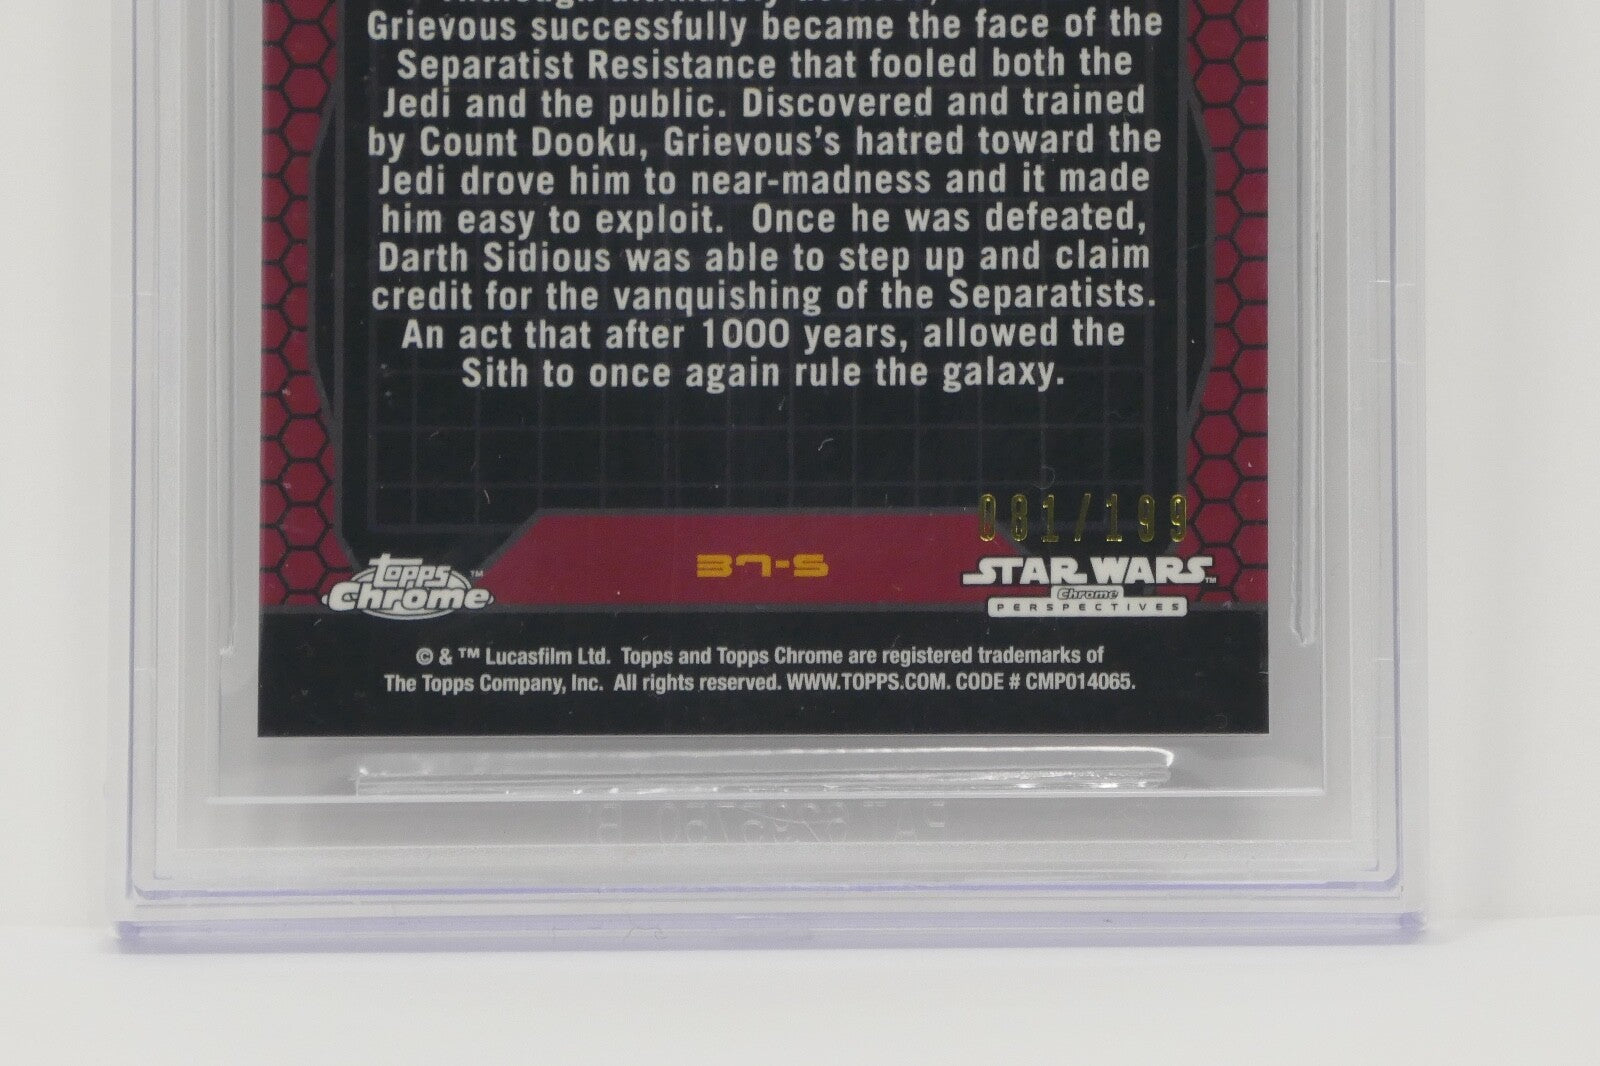 Grievous successfully became the face of the
Separatist Resistance that fooled both the
Jedi and the public. Discovered and trained
by Count Dooku, Grievous's hatred toward the
Jedi drove him to near-madness and it made
him easy to exploit. Once he was defeated,
Darth Sidious was able to step up and claim
credit for the vanquishing of the Separatists.
An act that after 1000 years, allowed the
Sith to once again rule the galaxy.
081/199
topps Chrome™
37-S
STAR WARS™
Chrome
PERSPECTIVES
© & ™ Lucasfilm Ltd. Topps and Topps Chrome are registered trademarks of
The Topps Company, Inc. All rights reserved. WWW.TOPPS.COM. CODE # CMP014065.